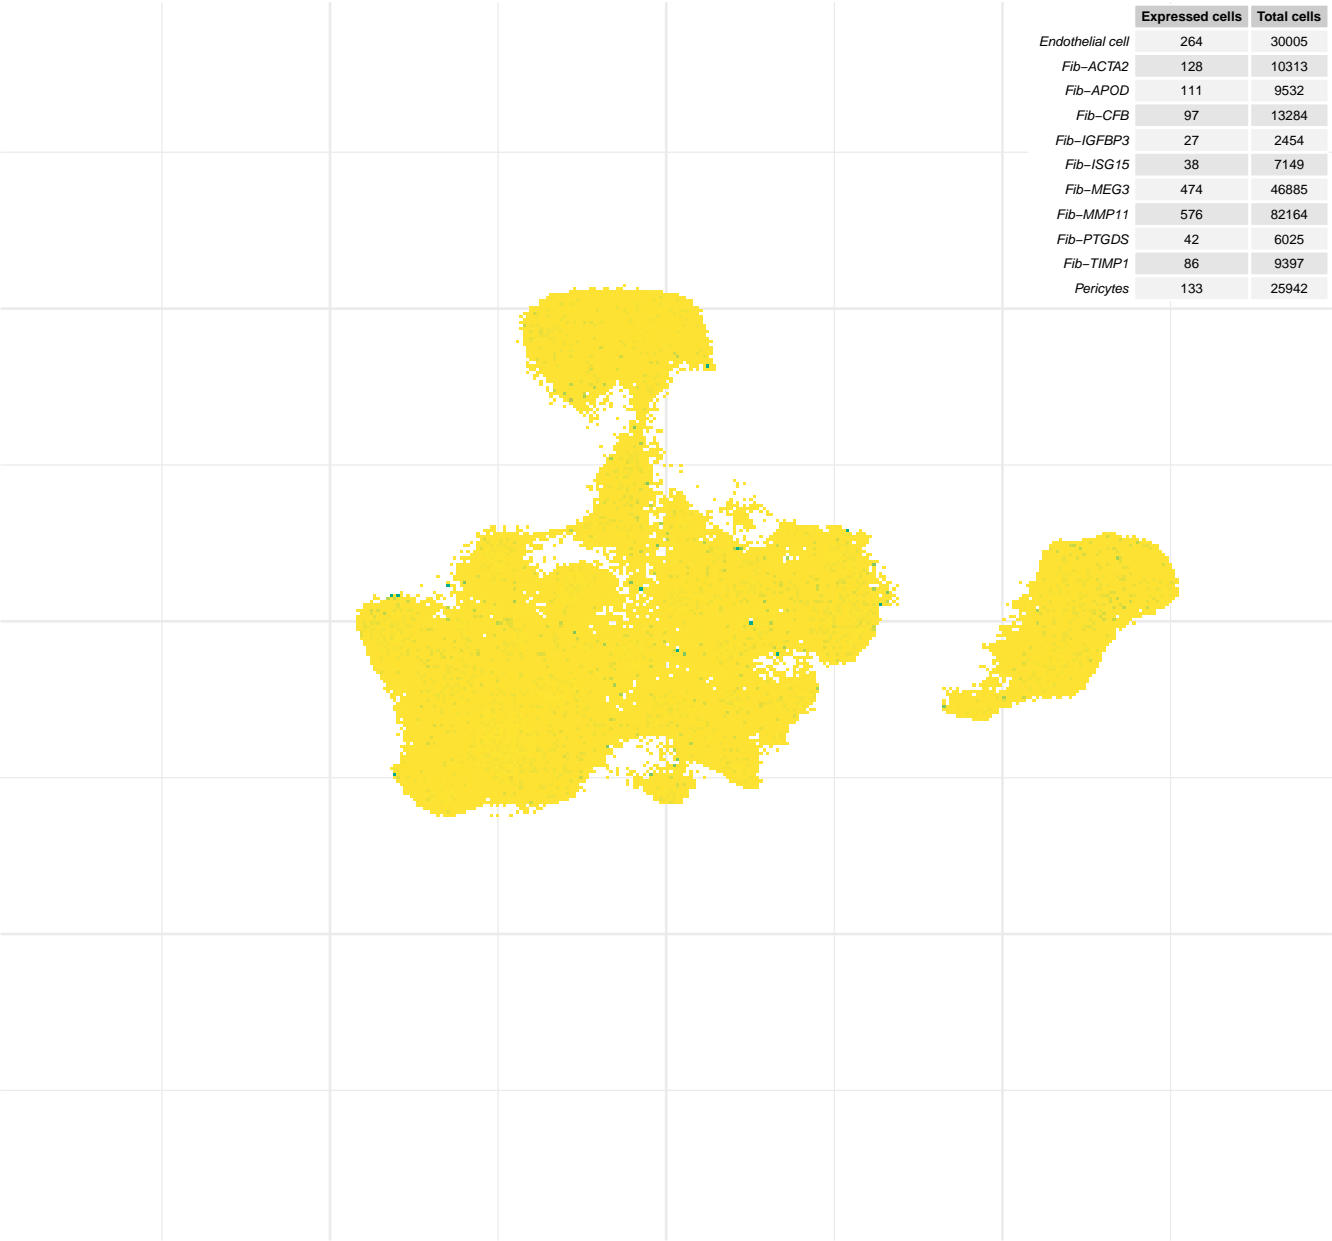 Expressed cells Total cells
Endothelial cell 264 30005
Fib−ACTA2 128 10313
Fib−APOD 111 9532
Fib−CFB 97 13284
Fib−IGFBP3 27 2454
Fib−ISG15 38 7149
Fib−MEG3 474 46885
Fib−MMP11 576 82164
Fib−PTGDS 42 6025
Fib−TIMP1 86 9397
Pericytes 133 25942